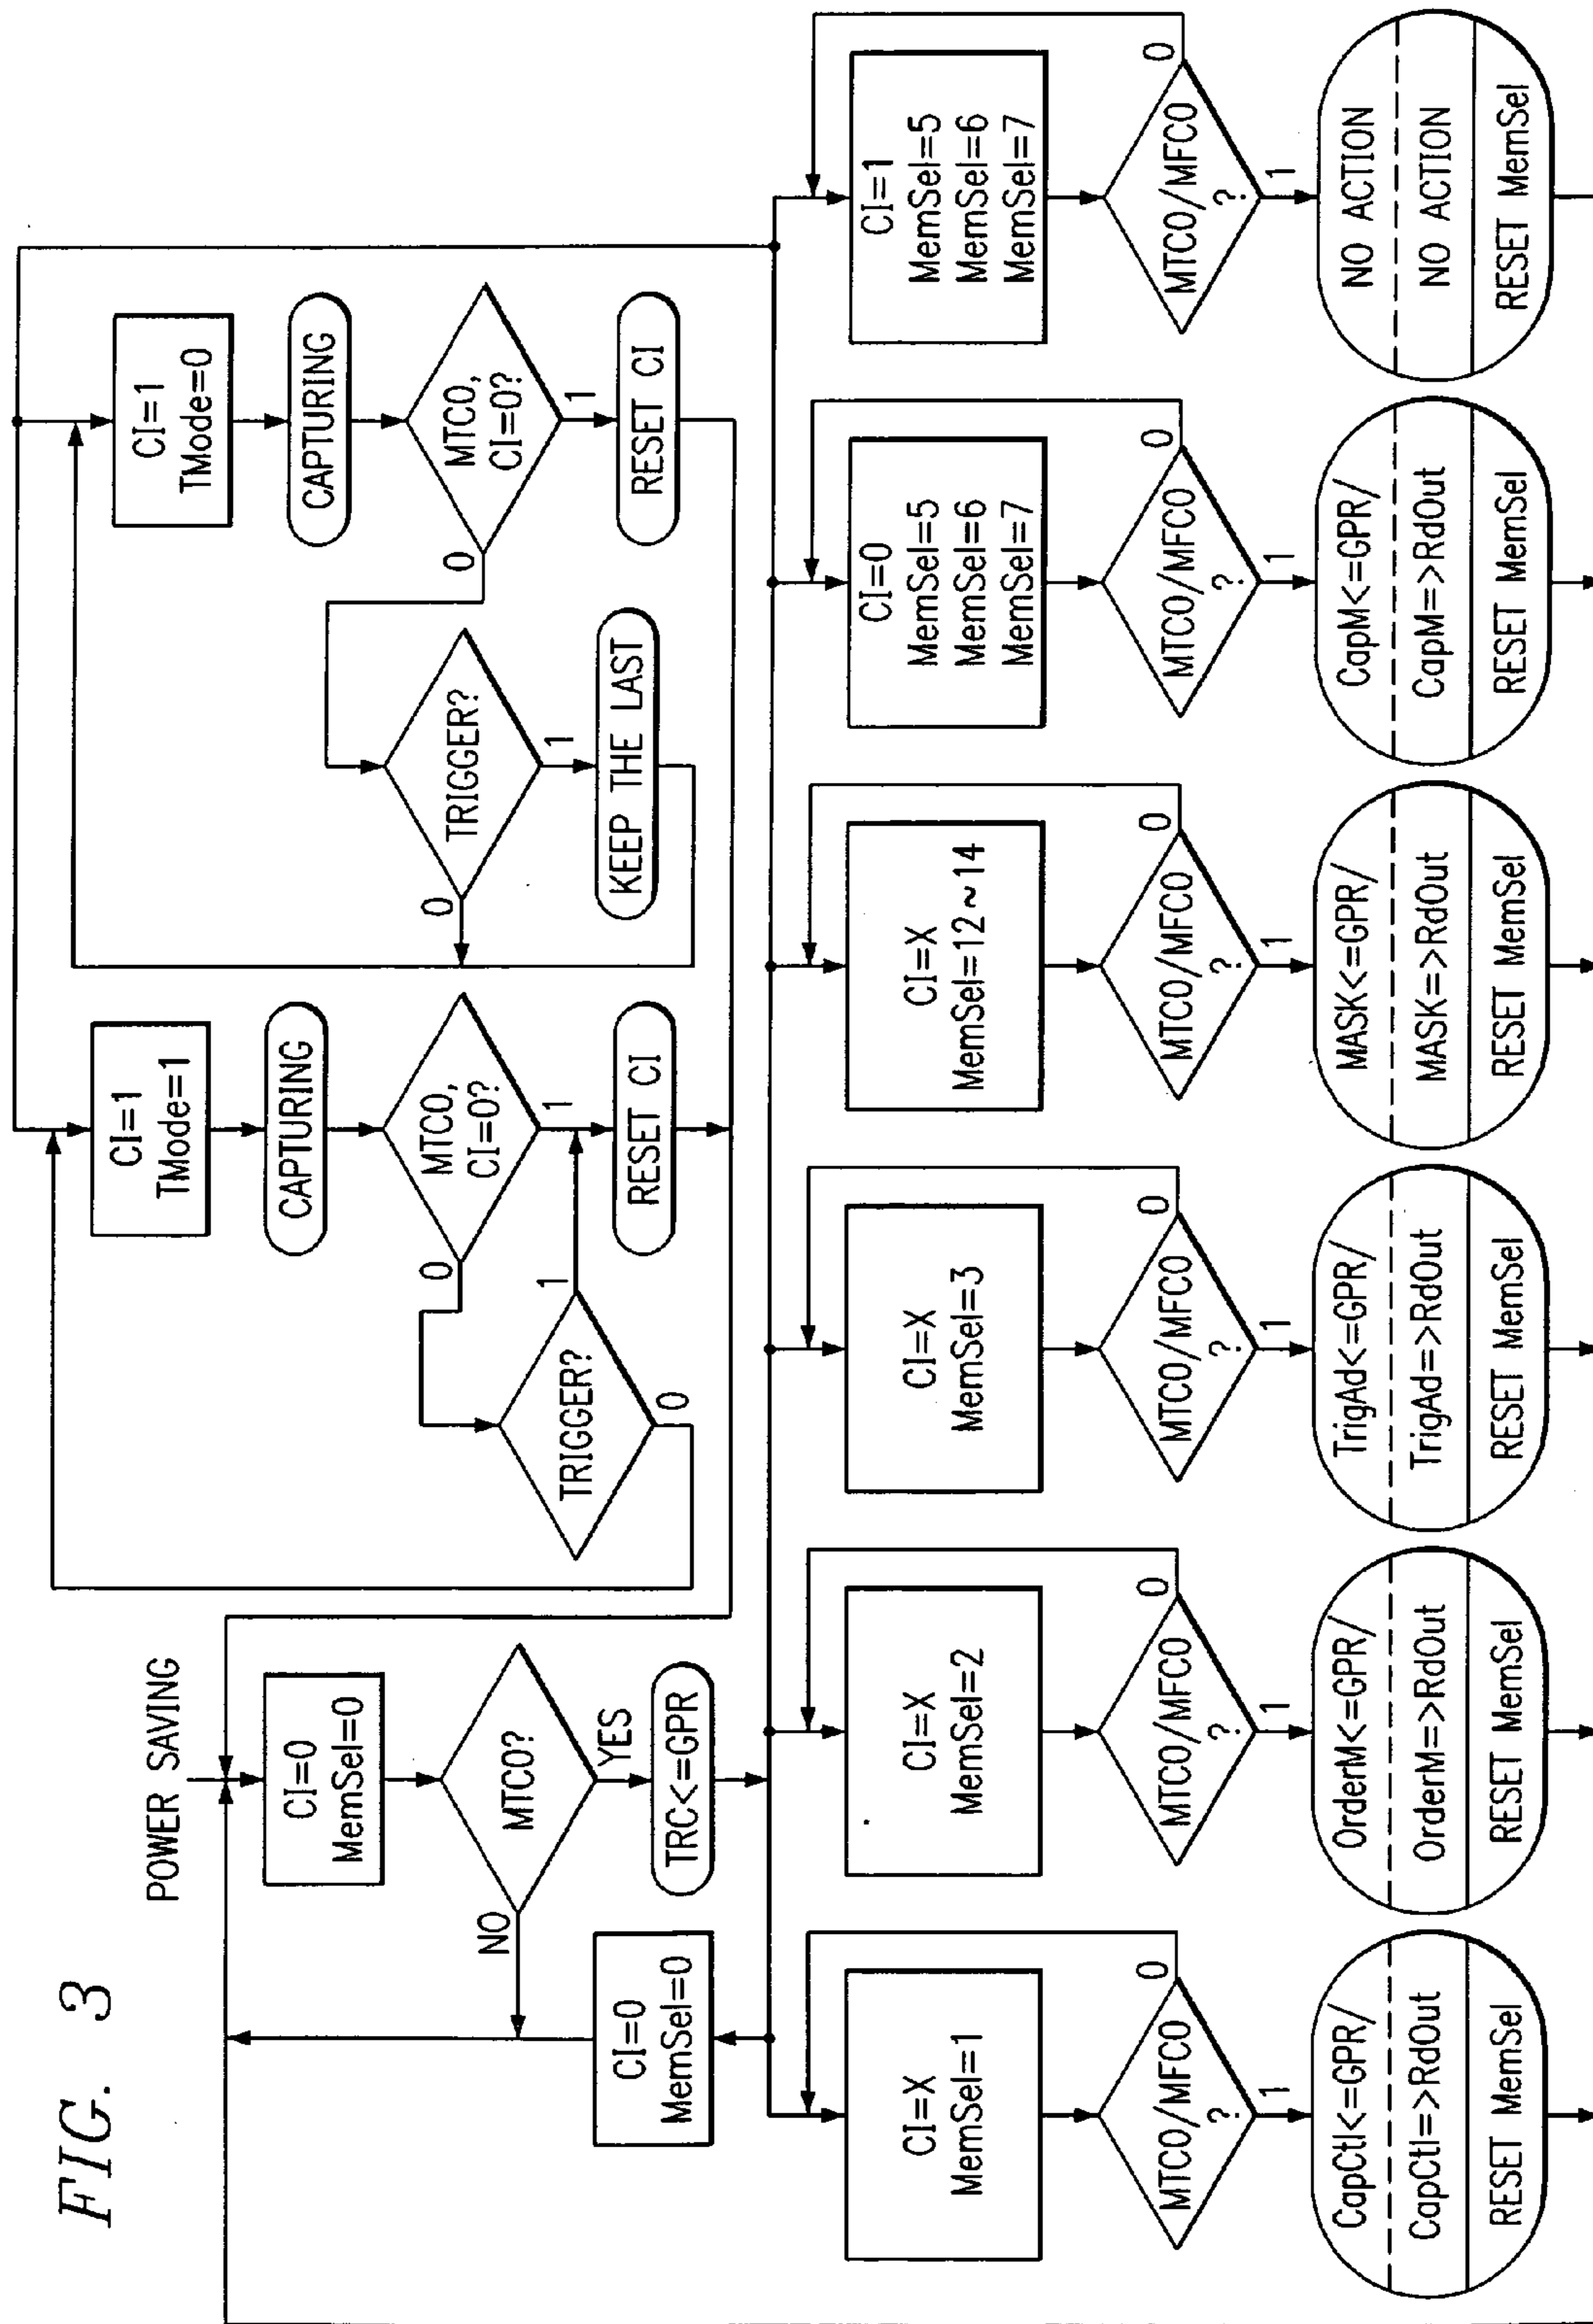 FIG. 3
POWER SAVING
CI=0
MemSel=0
MTCO?
NO
YES
TRC<=GPR
CI=0
MemSel=0
CI=1
TMode=1
CAPTURING
MTCO,
CI=0?
0
1
TRIGGER?
1
0
RESET CI
CI=1
TMode=0
CAPTURING
MTCO,
CI=0?
0
1
TRIGGER?
0
1
KEEP THE LAST
RESET CI
CI=X
MemSel=1
MTCO/MFCO
?
0
1
CapCtl<=GPR/
CapCtl=>RdOut
RESET MemSel
CI=X
MemSel=2
MTCO/MFCO
?
0
1
OrderM<=GPR/
OrderM=>RdOut
RESET MemSel
CI=X
MemSel=3
MTCO/MFCO
?
0
1
TrigAd<=GPR/
TrigAd=>RdOut
RESET MemSel
CI=X
MemSel=12~14
MTCO/MFCO
?
0
1
MASK<=GPR/
MASK=>RdOut
RESET MemSel
CI=0
MemSel=5
MemSel=6
MemSel=7
MTCO/MFCO
?
0
1
CapM<=GPR/
CapM=>RdOut
RESET MemSel
CI=1
MemSel=5
MemSel=6
MemSel=7
MTCO/MFCO
?
0
1
NO ACTION
NO ACTION
RESET MemSel